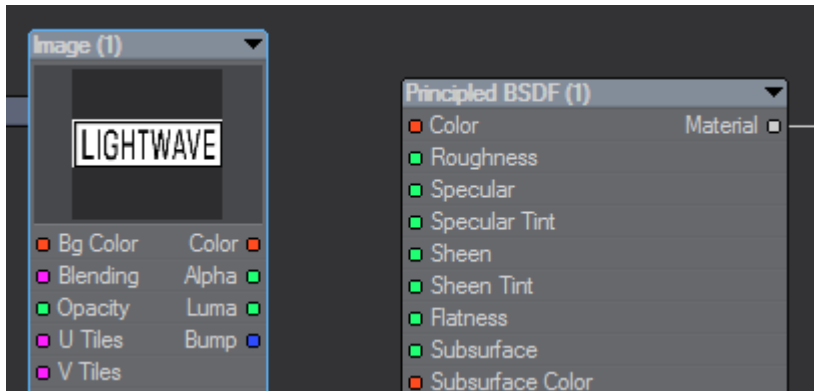 Image (1)
LIGHTWAVE
Bg Color Color
Blending Alpha
Opacity Luma
U Tiles Bump
V Tiles
Principled BSDF (1)
Color Material
Roughness
Specular
Specular Tint
Sheen
Sheen Tint
Flatness
Subsurface
Subsurface Color